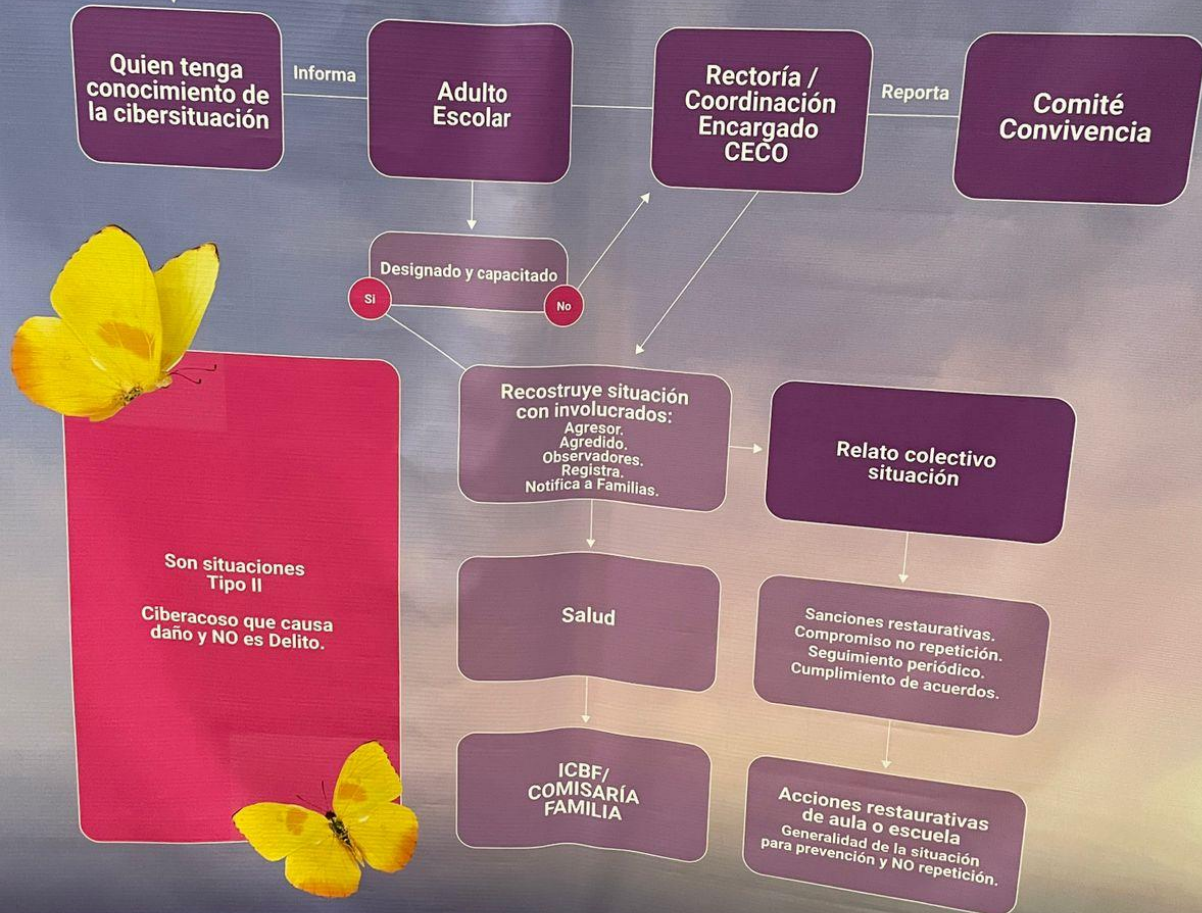 Quien tenga
conocimiento de
la cibersituación
Informa
Adulto
Escolar
Rectoría /
Coordinación
Encargado
CECO
Reporta
Comité
Convivencia
Designado y capacitado
Si
No
Recostruye situación
con involucrados:
Agresor.
Agredido.
Observadores.
Registra.
Notifica a Familias.
Relato colectivo
situación
Son situaciones
Tipo II
Ciberacoso que causa
daño y NO es Delito.
Salud
Sanciones restaurativas.
Compromiso no repetición.
Seguimiento periódico.
Cumplimiento de acuerdos.
ICBF/
COMISARÍA
FAMILIA
Acciones restaurativas
de aula o escuela
Generalidad de la situación
para prevención y NO repetición.